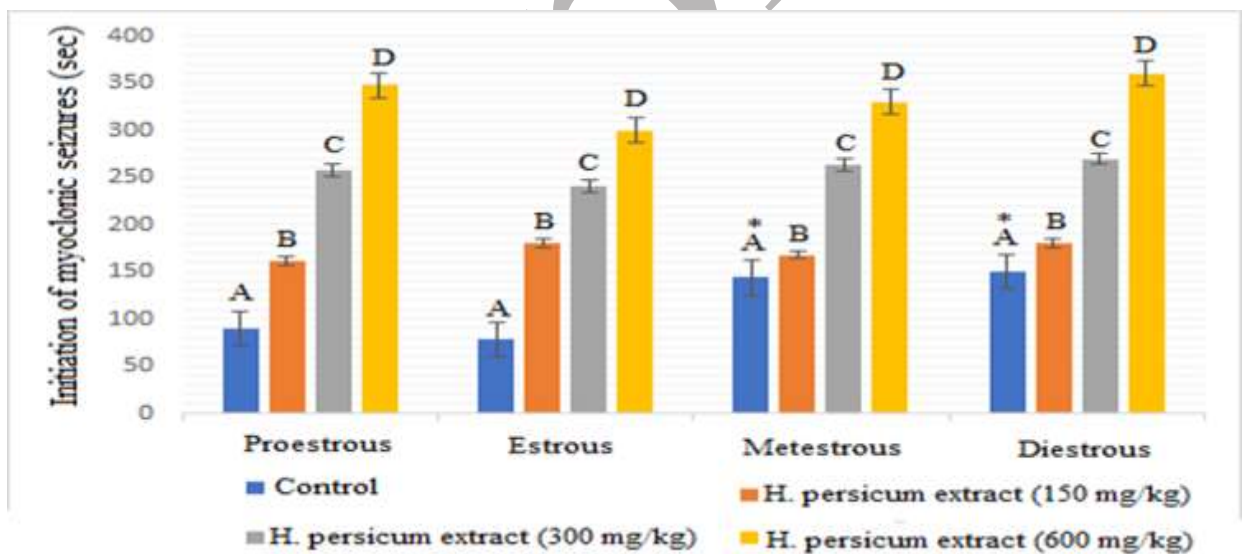 Initiation of myoclonic seizures (sec)
400
350
300
250
200
150
100
50
0
A B C D
A B C D
* A B C D
* A B C D
Proestrous Estrous Metestrous Diestrous
Control H. persicum extract (150 mg/kg)
H. persicum extract (300 mg/kg) H. persicum extract (600 mg/kg)